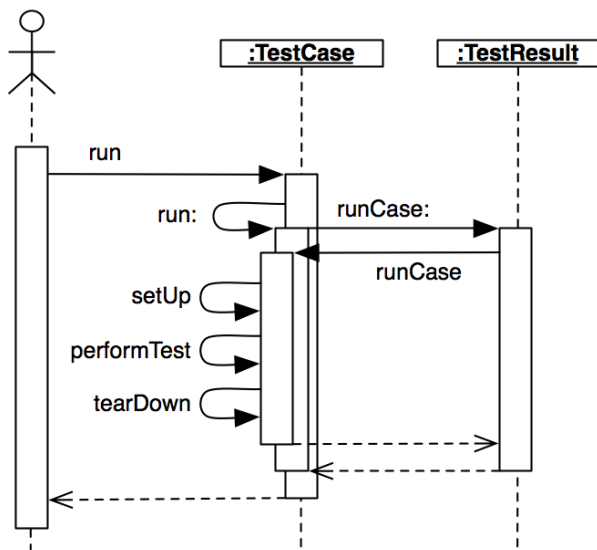 :TestCase
:TestResult
run
run:
runCase:
runCase
setUp
performTest
tearDown